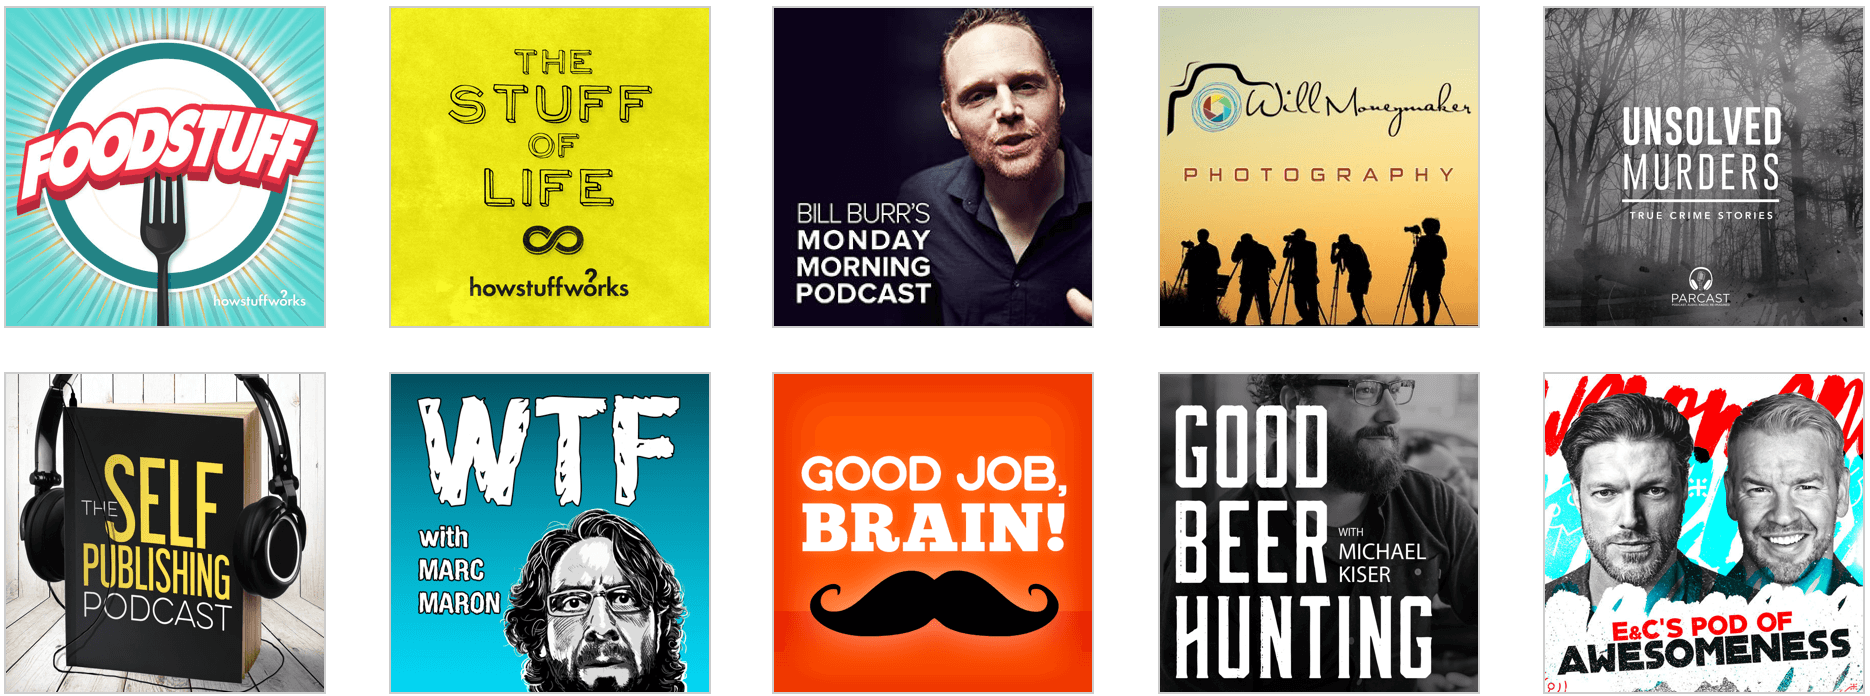 FOODSTUFF
howstuffworks
THE
STUFF
OF
LIFE
howstuffworks
BILL BURR'S
MONDAY
MORNING
PODCAST
Will Moneymaker
PHOTOGRAPHY
UNSOLVED
MURDERS
TRUE CRIME STORIES
PARCAST
THE SELF
PUBLISHING
PODCAST
WTF
with
MARC
MARON
GOOD JOB,
BRAIN!
GOOD
BEER
HUNTING
WITH
MICHAEL
KISER
E&C'S POD OF
AWESOMENESS